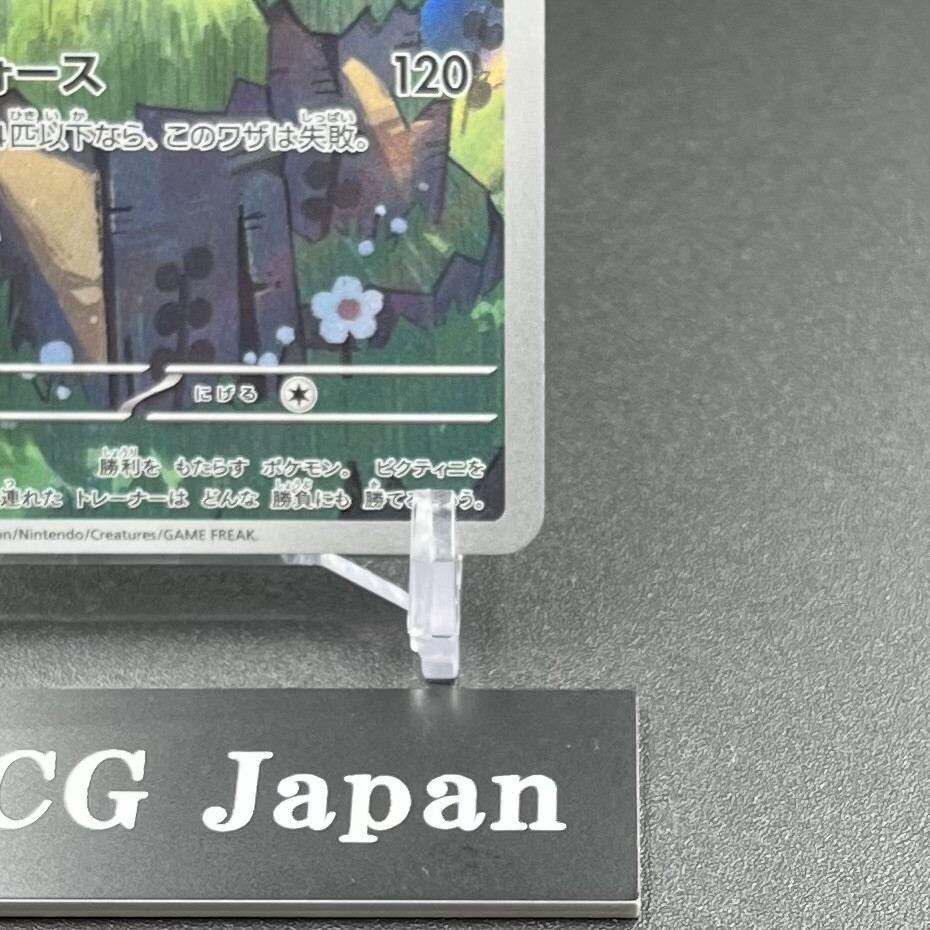 ォース 120
4匹以下なら、このワザは失敗。
にげる
勝利を もたらす ポケモン。 ビクティニを
連れた トレーナーは どんな 勝負にも 勝て う。
n/Nintendo/Creatures/GAME FREAK.
CG Japan